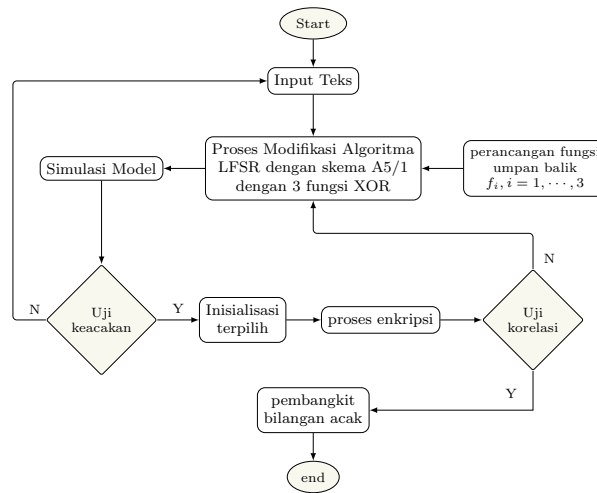 Start
Input Teks
Proses Modifikasi Algoritma
LFSR dengan skema A5/1
dengan 3 fungsi XOR
perancangan fungsi
umpan balik
f_i, i = 1, ⋯, 3
Simulasi Model
N
Uji
keacakan
Y
Inisialisasi
terpilih
proses enkripsi
Uji
korelasi
N
Y
pembangkit
bilangan acak
end